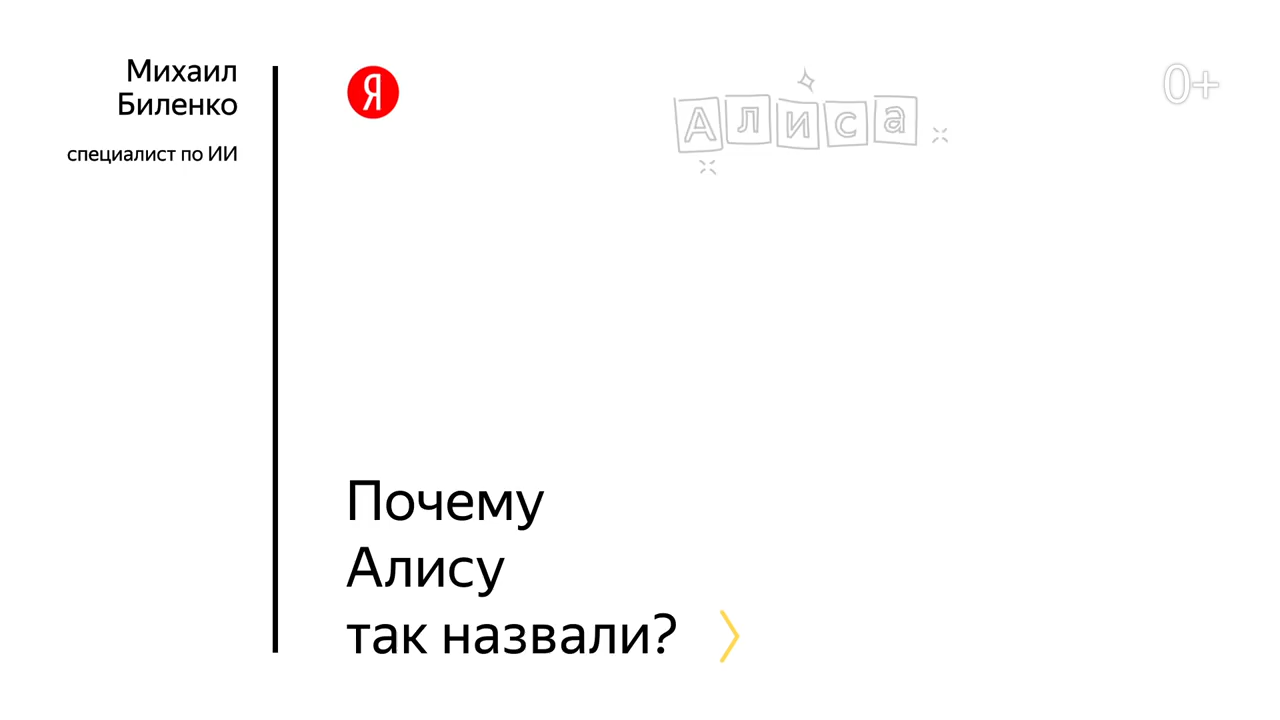 Михаил
Биленко
специалист по ИИ
Я
Алиса
0+
Почему
Алису
так назвали?